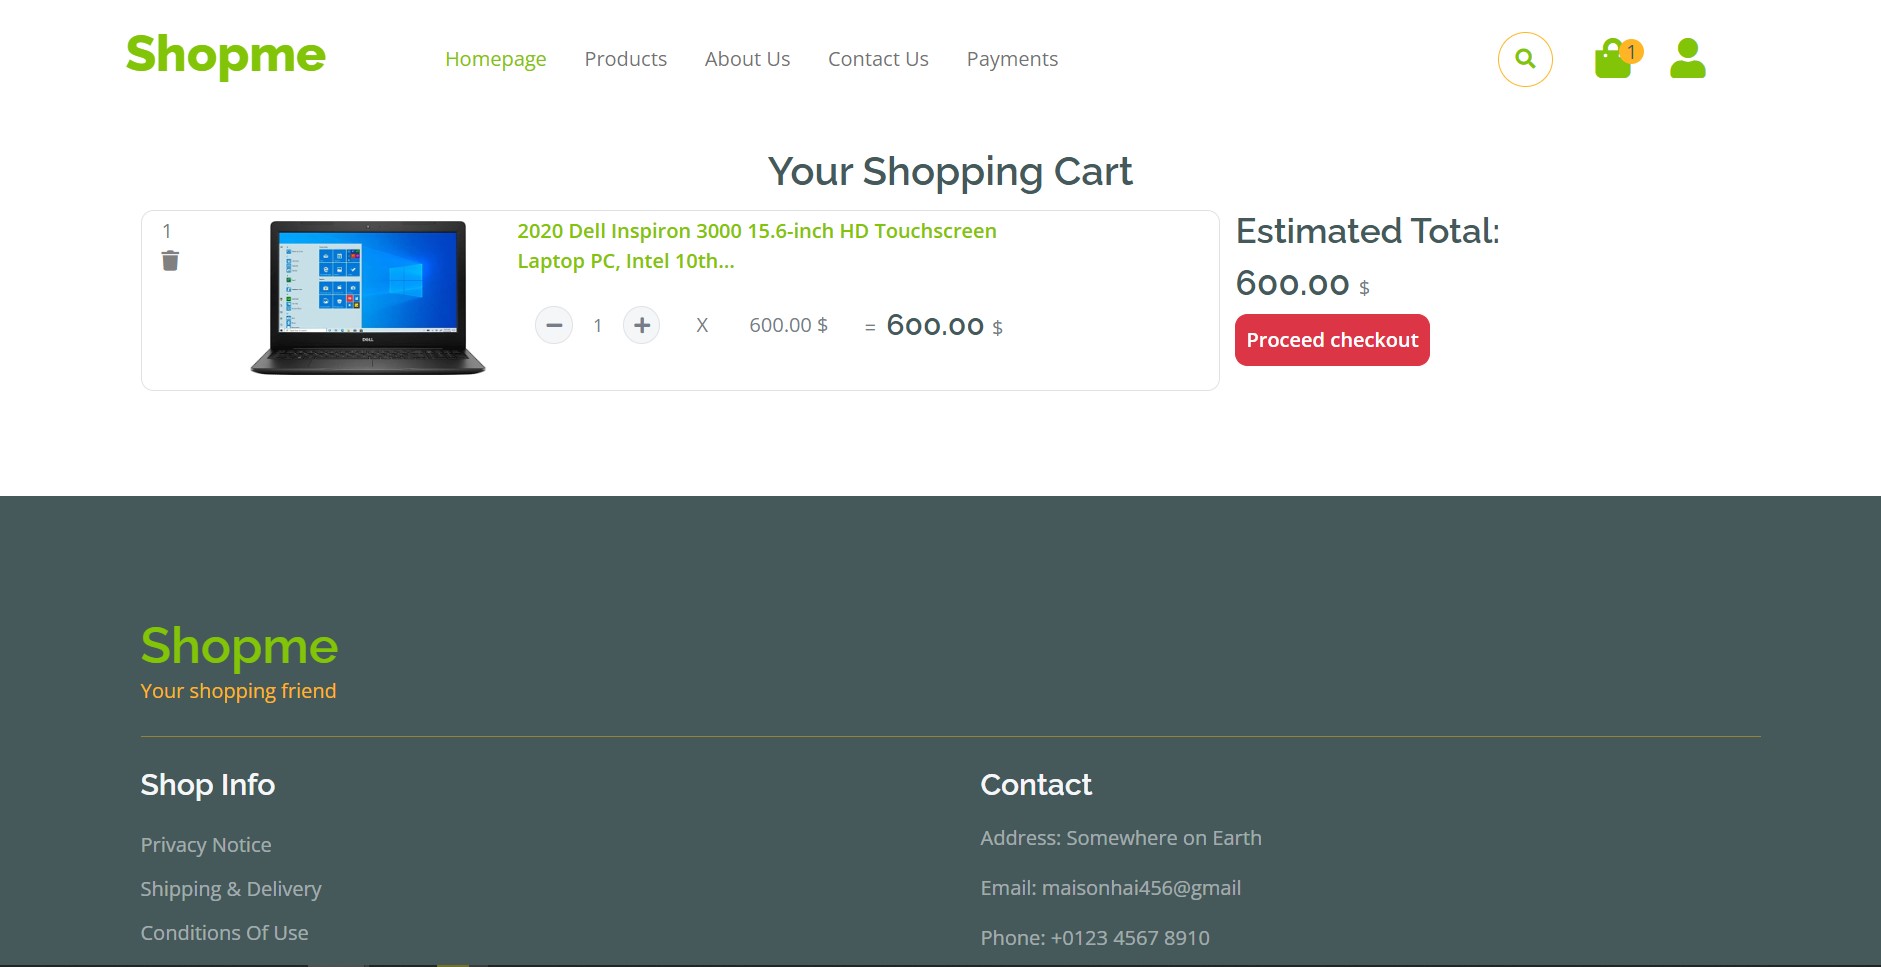 Shopme
Homepage Products About Us Contact Us Payments
1
Your Shopping Cart
1
2020 Dell Inspiron 3000 15.6-inch HD Touchscreen
Laptop PC, Intel 10th...
1 X 600.00 $ = 600.00 $
DELL
Estimated Total:
600.00 $
Proceed checkout
Shopme
Your shopping friend
Shop Info
Privacy Notice
Shipping & Delivery
Conditions Of Use
Contact
Address: Somewhere on Earth
Email: maisonhai456@gmail
Phone: +0123 4567 8910